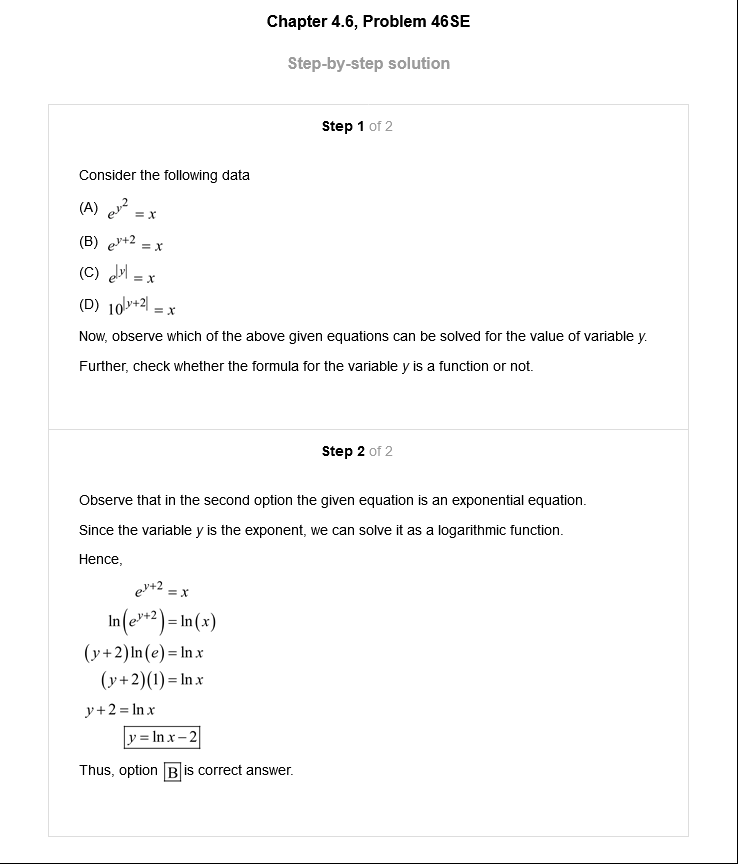 Chapter 4.6, Problem 46SE
Step-by-step solution
Step 1 of 2
Consider the following data
(A) e^{y^2} = x
(B) e^{y+2} = x
(C) e^{|y|} = x
(D) 10^{|y+2|} = x
Now, observe which of the above given equations can be solved for the value of variable y.
Further, check whether the formula for the variable y is a function or not.
Step 2 of 2
Observe that in the second option the given equation is an exponential equation.
Since the variable y is the exponent, we can solve it as a logarithmic function.
Hence,
e^{y+2} = x
ln(e^{y+2}) = ln(x)
(y+2)ln(e) = ln x
(y+2)(1) = ln x
y+2 = ln x
y = ln x − 2
Thus, option B is correct answer.